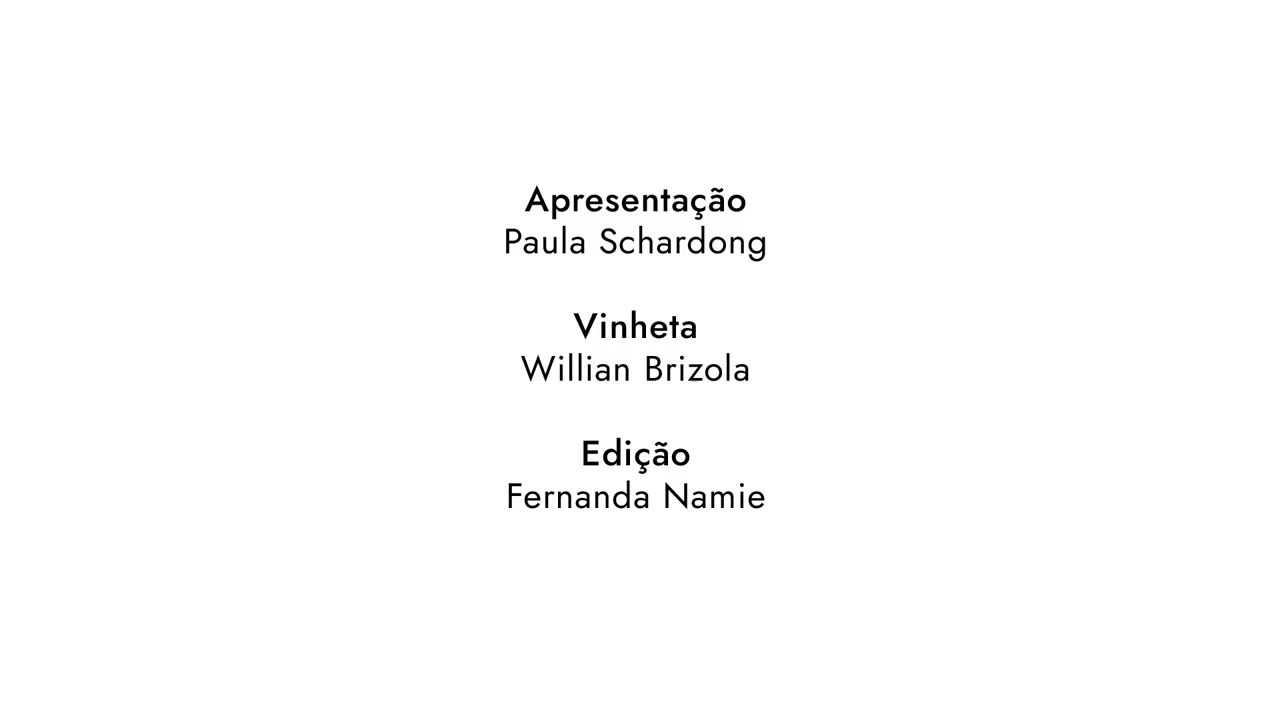 Apresentação
Paula Schardong
Vinheta
Willian Brizola
Edição
Fernanda Namie